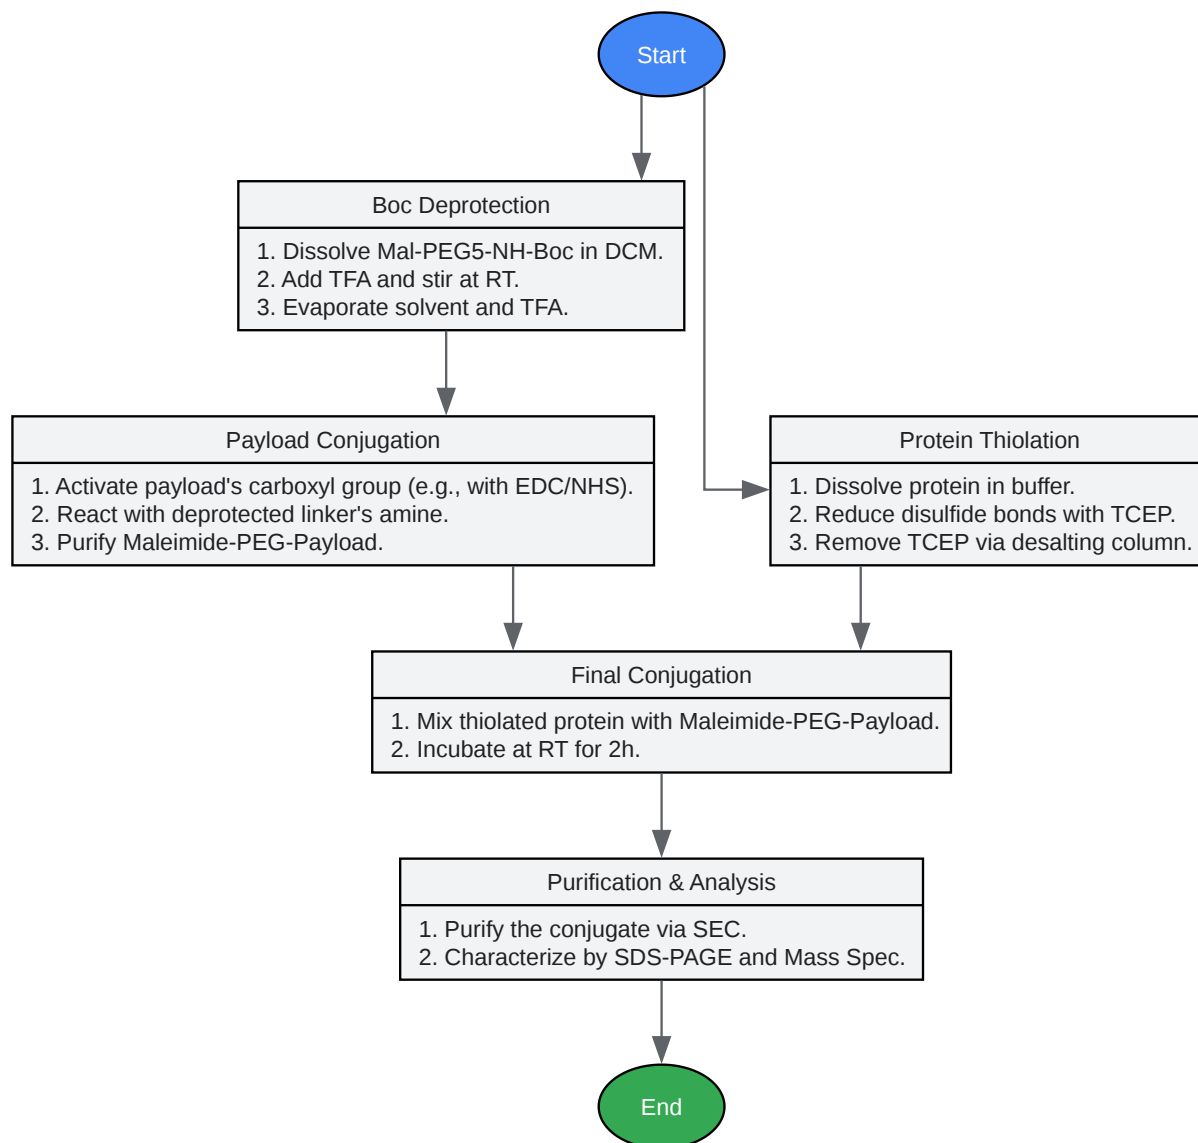 Start
Boc Deprotection
1. Dissolve Mal-PEG5-NH-Boc in DCM.
2. Add TFA and stir at RT.
3. Evaporate solvent and TFA.
Payload Conjugation
1. Activate payload's carboxyl group (e.g., with EDC/NHS).
2. React with deprotected linker's amine.
3. Purify Maleimide-PEG-Payload.
Protein Thiolation
1. Dissolve protein in buffer.
2. Reduce disulfide bonds with TCEP.
3. Remove TCEP via desalting column.
Final Conjugation
1. Mix thiolated protein with Maleimide-PEG-Payload.
2. Incubate at RT for 2h.
Purification & Analysis
1. Purify the conjugate via SEC.
2. Characterize by SDS-PAGE and Mass Spec.
End